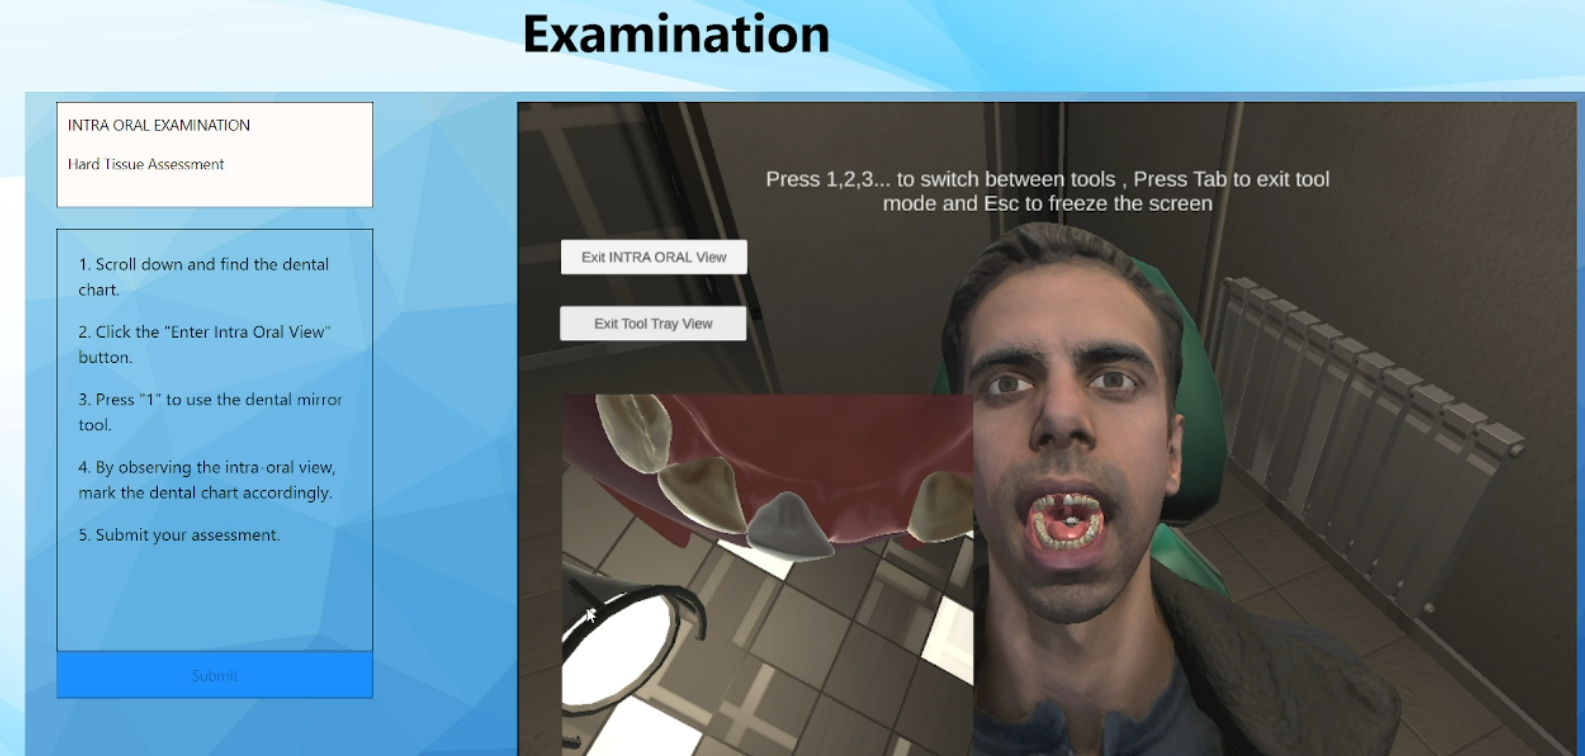 Examination
INTRA ORAL EXAMINATION
Hard Tissue Assessment
1. Scroll down and find the dental
chart.
2. Click the "Enter Intra Oral View"
button.
3. Press "1" to use the dental mirror
tool.
4. By observing the intra-oral view,
mark the dental chart accordingly.
5. Submit your assessment.
Submit
Press 1,2,3... to switch between tools , Press Tab to exit tool
mode and Esc to freeze the screen
Exit INTRA ORAL View
Exit Tool Tray View